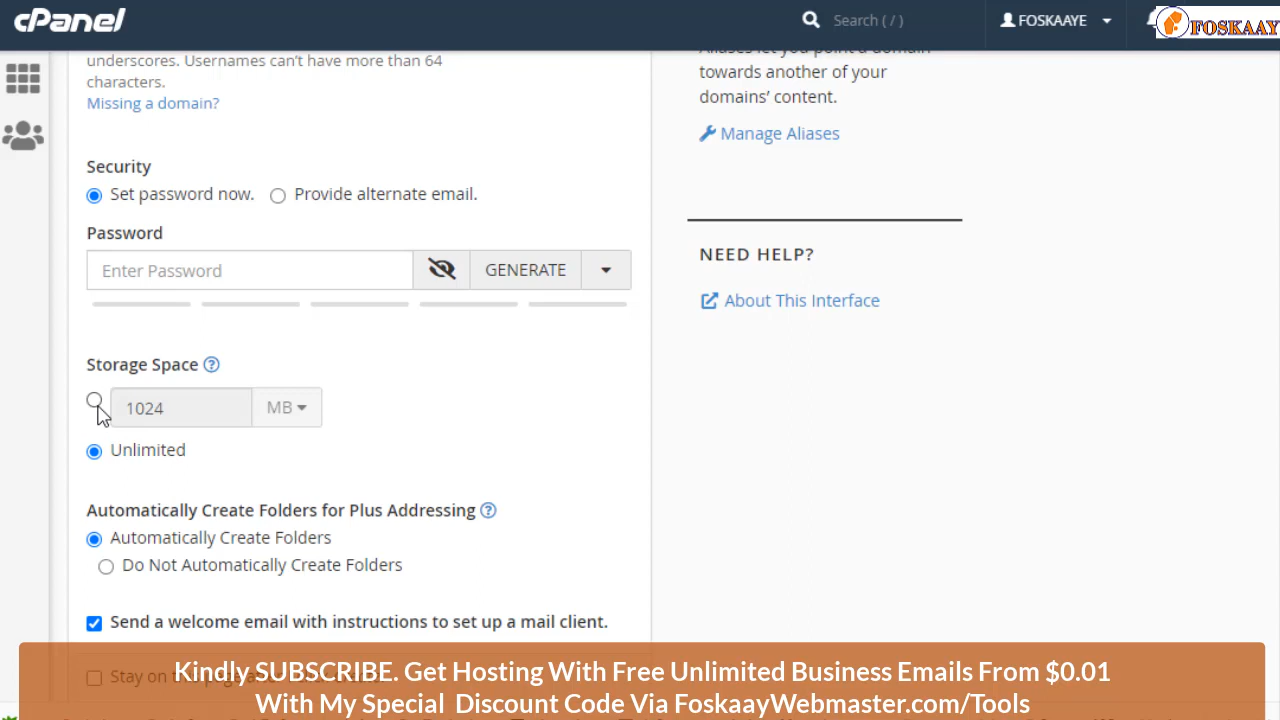 cPanel
Search ( / )
FOSKAAYE
FOSKAAY
underscores. Usernames can't have more than 64
characters.
Missing a domain?
Security
Set password now.
Provide alternate email.
Password
Enter Password
GENERATE
Storage Space
1024
MB
Unlimited
Automatically Create Folders for Plus Addressing
Automatically Create Folders
Do Not Automatically Create Folders
Send a welcome email with instructions to set up a mail client.
Stay on
towards another of your
domains' content.
Manage Aliases
NEED HELP?
About This Interface
Kindly SUBSCRIBE. Get Hosting With Free Unlimited Business Emails From $0.01
With My Special Discount Code Via FoskaayWebmaster.com/Tools